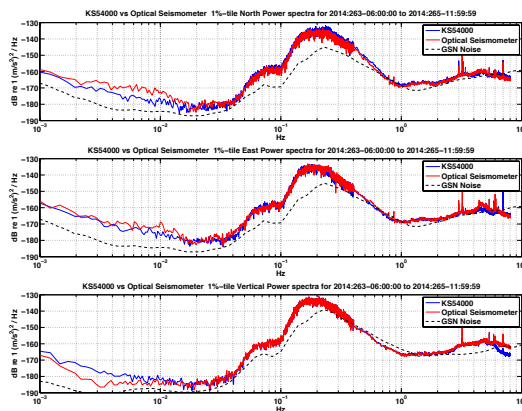 KS54000 vs Optical Seismometer 1%-tile North Power spectra for 2014:263-06:00:00 to 2014:265-11:59:59
-130
-140
-150
-160
-170
-180
-190
dB re 1 (m/s²)² / Hz
KS54000
Optical Seismometer
GSN Noise
10⁻³
10⁻²
10⁻¹
10⁰
10¹
Hz
KS54000 vs Optical Seismometer 1%-tile East Power spectra for 2014:263-06:00:00 to 2014:265-11:59:59
-130
-140
-150
-160
-170
-180
-190
dB re 1 (m/s²)² / Hz
KS54000
Optical Seismometer
GSN Noise
10⁻³
10⁻²
10⁻¹
10⁰
10¹
Hz
KS54000 vs Optical Seismometer 1%-tile Vertical Power spectra for 2014:263-06:00:00 to 2014:265-11:59:59
-130
-140
-150
-160
-170
-180
-190
dB re 1 (m/s²)² / Hz
KS54000
Optical Seismometer
GSN Noise
10⁻³
10⁻²
10⁻¹
10⁰
10¹
Hz